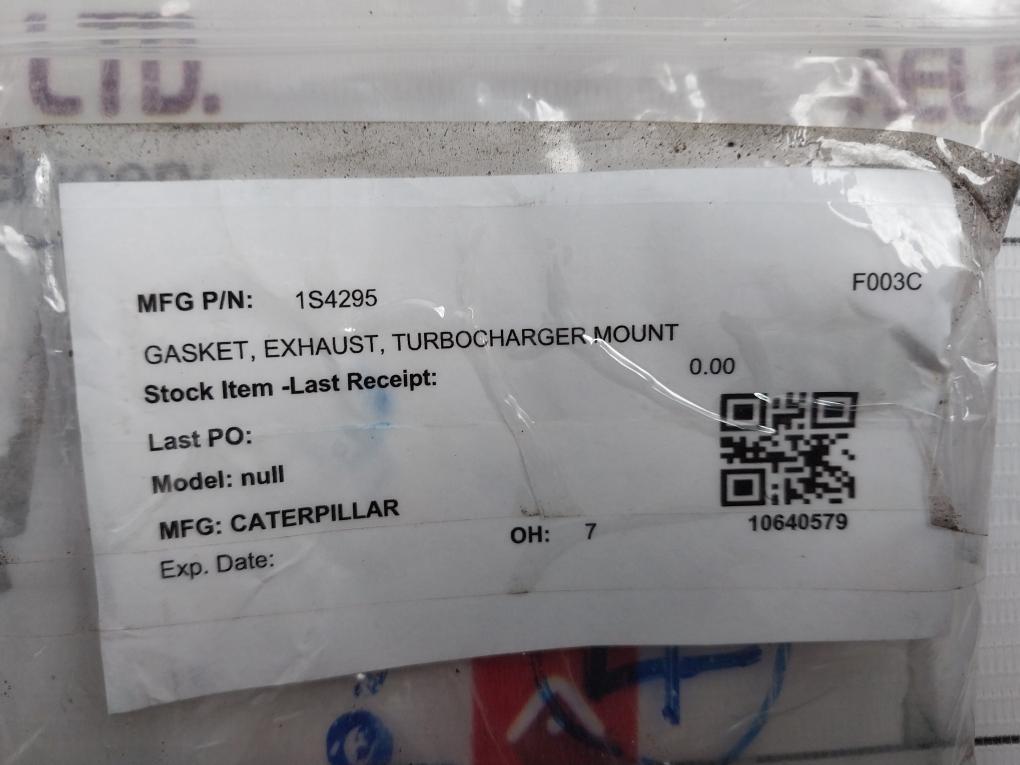 LTD.
F003C
MFG P/N: 1S4295
GASKET, EXHAUST, TURBOCHARGER MOUNT
0.00
Stock Item -Last Receipt:
Last PO:
Model: null
MFG: CATERPILLAR
OH: 7
10640579
Exp. Date: